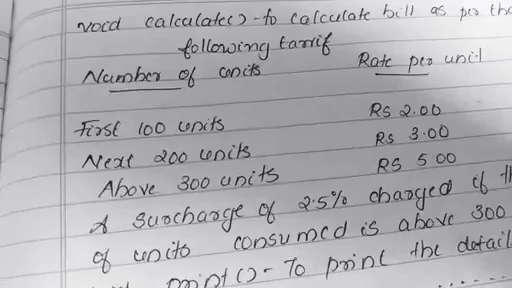 void calculate() - to calculate bill as per the
following tarrif
Number of units Rate per unit
First 100 units RS 2.00
Next 200 units RS 3.00
Above 300 units RS 5.00
A surcharge of 2.5% charged if th
of units consumed is above 300
print() - To print the detail